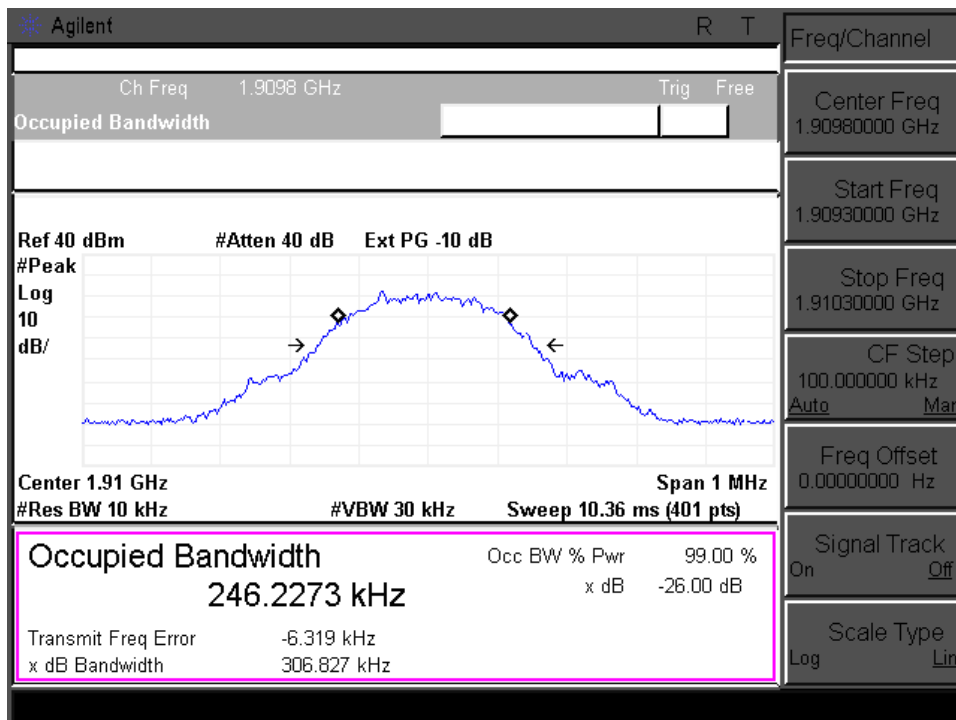 Agilent R T
Ch Freq 1.9098 GHz Trig Free
Occupied Bandwidth
Ref 40 dBm #Atten 40 dB Ext PG -10 dB
#Peak
Log
10
dB/
Center 1.91 GHz Span 1 MHz
#Res BW 10 kHz #VBW 30 kHz Sweep 10.36 ms (401 pts)
Occupied Bandwidth Occ BW % Pwr 99.00 %
246.2273 kHz x dB -26.00 dB
Transmit Freq Error -6.319 kHz
x dB Bandwidth 306.827 kHz
Freq/Channel
Center Freq
1.90980000 GHz
Start Freq
1.90930000 GHz
Stop Freq
1.91030000 GHz
CF Step
100.000000 kHz
Auto Mar
Freq Offset
0.00000000 Hz
Signal Track
On Off
Scale Type
Log Lin